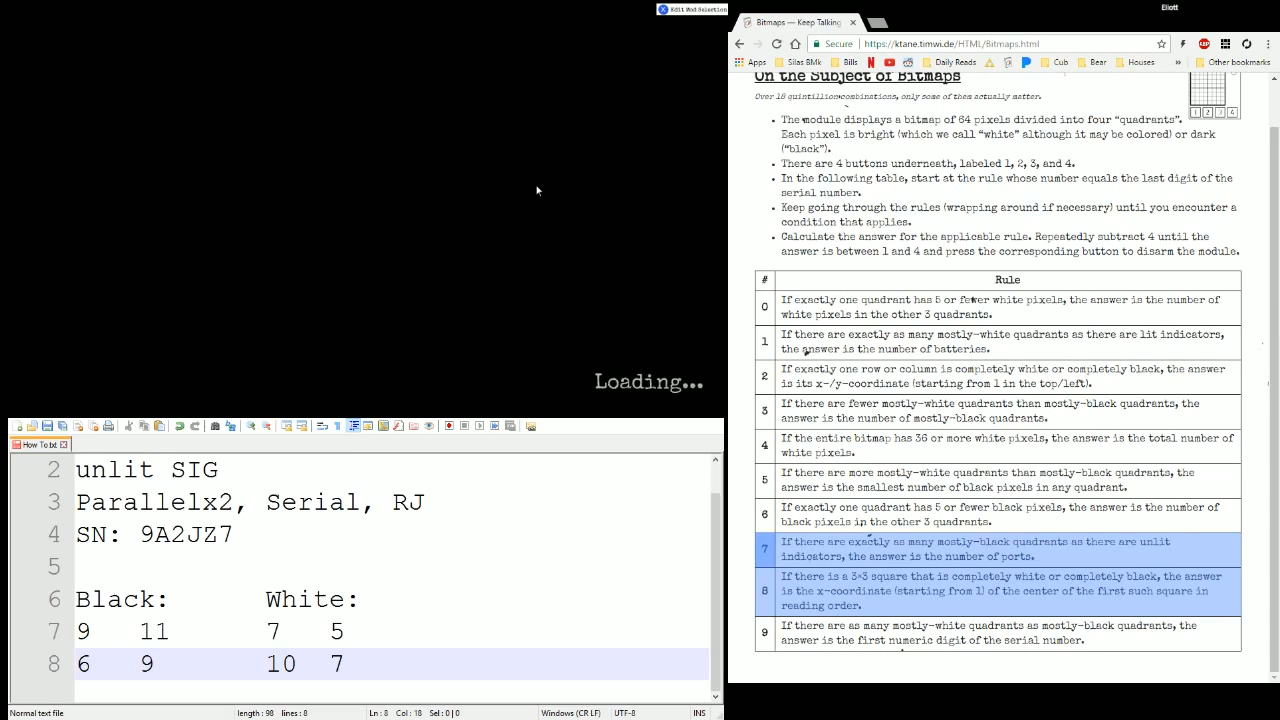 Edit Mod Selection
Loading...
How To.txt
2 unlit SIG
3 Parallelx2, Serial, RJ
4 SN: 9A2JZ7
5
6 Black: White:
7 9 11 7 5
8 6 9 10 7
Normal text file length : 98 lines : 8 Ln : 8 Col : 18 Sel : 0 | 0 Windows (CR LF) UTF-8 INS
Eliott
Bitmaps — Keep Talking
Secure https://ktane.timwi.de/HTML/Bitmaps.html
Apps Silas BMk Bills Daily Reads Cub Bear Houses » Other bookmarks
On the Subject of Bitmaps
Over 18 quintillion combinations, only some of them actually matter.
1 2 3 4
• The module displays a bitmap of 64 pixels divided into four “quadrants”.
Each pixel is bright (which we call “white” although it may be colored) or dark
(“black”).
• There are 4 buttons underneath, labeled 1, 2, 3, and 4.
• In the following table, start at the rule whose number equals the last digit of the
serial number.
• Keep going through the rules (wrapping around if necessary) until you encounter a
condition that applies.
• Calculate the answer for the applicable rule. Repeatedly subtract 4 until the
answer is between 1 and 4 and press the corresponding button to disarm the module.
# Rule
0 If exactly one quadrant has 5 or fewer white pixels, the answer is the number of
white pixels in the other 3 quadrants.
1 If there are exactly as many mostly-white quadrants as there are lit indicators,
the answer is the number of batteries.
2 If exactly one row or column is completely white or completely black, the answer
is its x-/y-coordinate (starting from 1 in the top/left).
3 If there are fewer mostly-white quadrants than mostly-black quadrants, the
answer is the number of mostly-black quadrants.
4 If the entire bitmap has 36 or more white pixels, the answer is the total number of
white pixels.
5 If there are more mostly-white quadrants than mostly-black quadrants, the
answer is the smallest number of black pixels in any quadrant.
6 If exactly one quadrant has 5 or fewer black pixels, the answer is the number of
black pixels in the other 3 quadrants.
7 If there are exactly as many mostly-black quadrants as there are unlit
indicators, the answer is the number of ports.
8 If there is a 3×3 square that is completely white or completely black, the answer
is the x-coordinate (starting from 1) of the center of the first such square in
reading order.
9 If there are as many mostly-white quadrants as mostly-black quadrants, the
answer is the first numeric digit of the serial number.